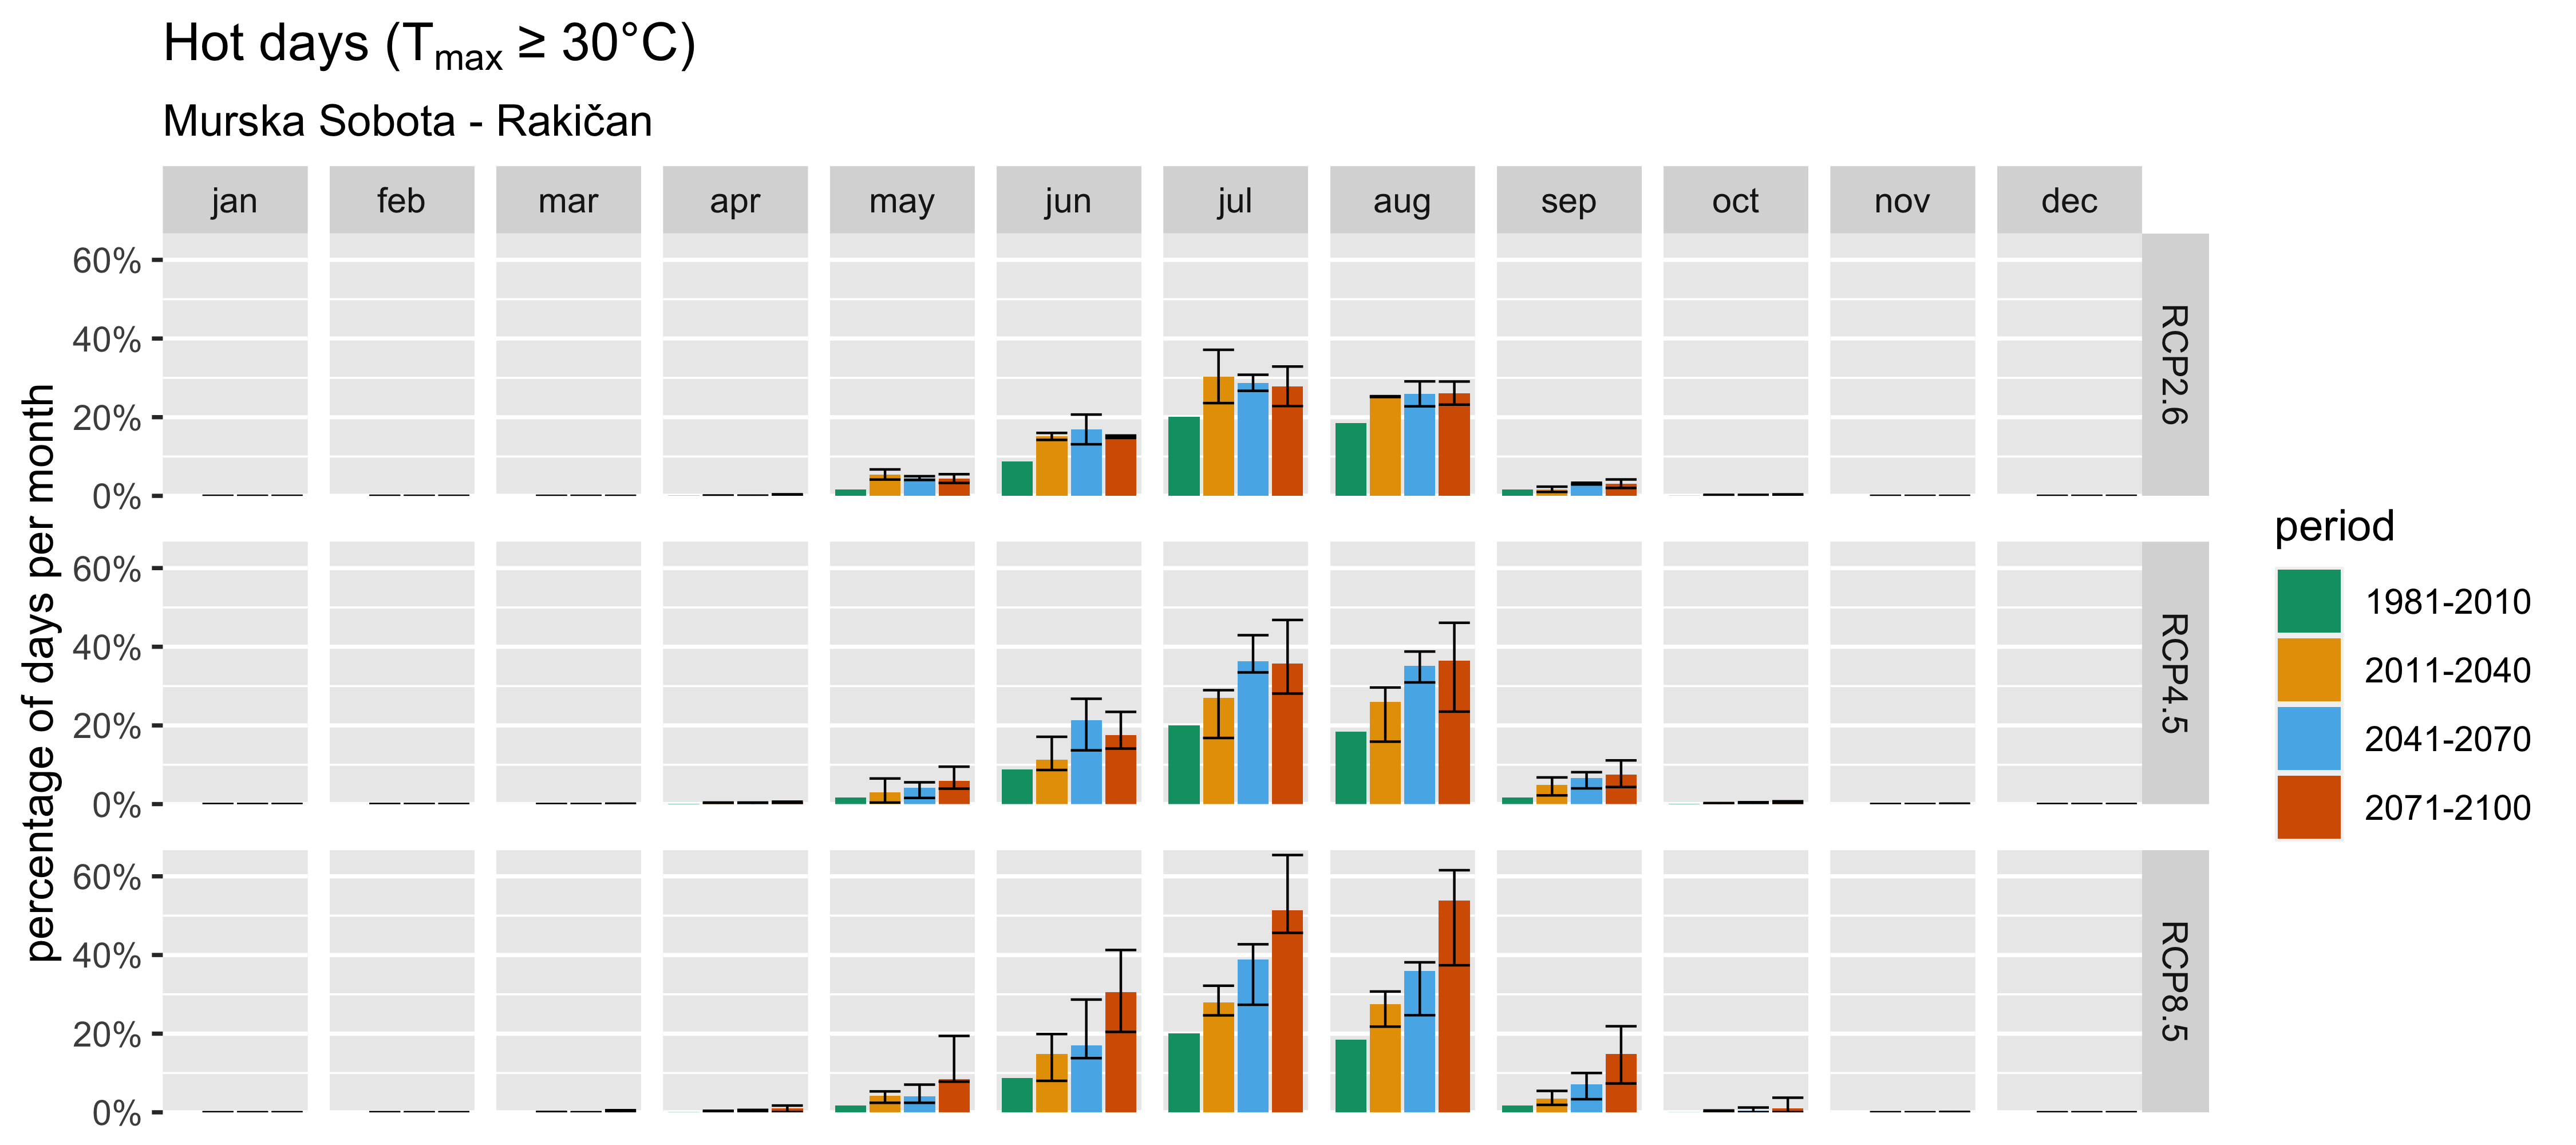 Hot days (Tmax ≥ 30°C)
Murska Sobota - Rakičan
jan feb mar apr may jun jul aug sep oct nov dec
percentage of days per month
60%
40%
20%
0%
RCP2.6
60%
40%
20%
0%
RCP4.5
60%
40%
20%
0%
RCP8.5
period
1981-2010
2011-2040
2041-2070
2071-2100